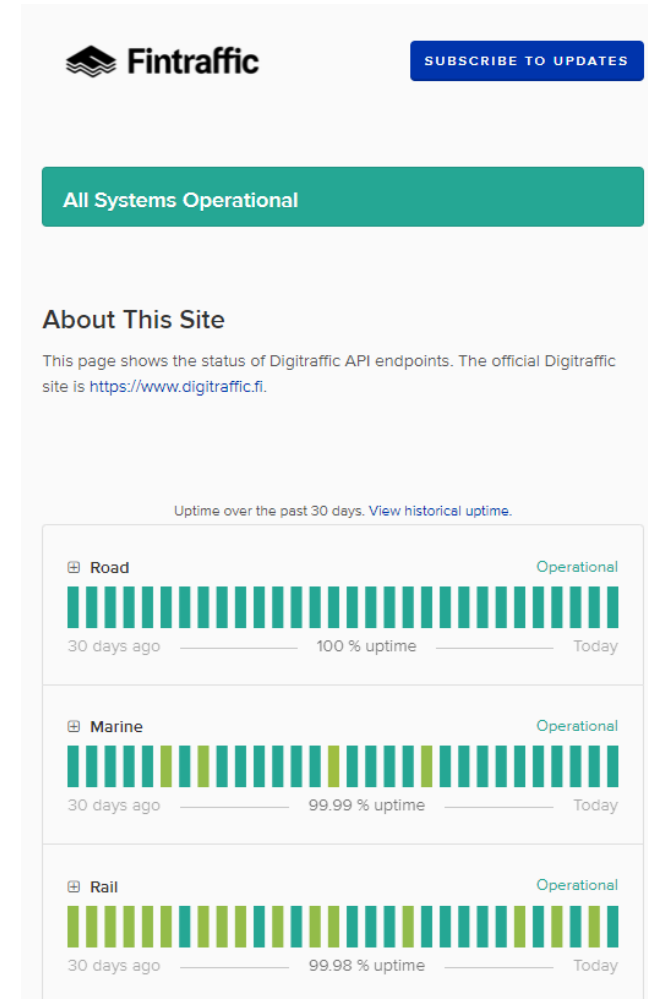 Fintraffic
SUBSCRIBE TO UPDATES
All Systems Operational
About This Site
This page shows the status of Digitraffic API endpoints. The official Digitraffic
site is https://www.digitraffic.fi.
Uptime over the past 30 days. View historical uptime.
Road Operational
30 days ago 100 % uptime Today
Marine Operational
30 days ago 99.99 % uptime Today
Rail Operational
30 days ago 99.98 % uptime Today